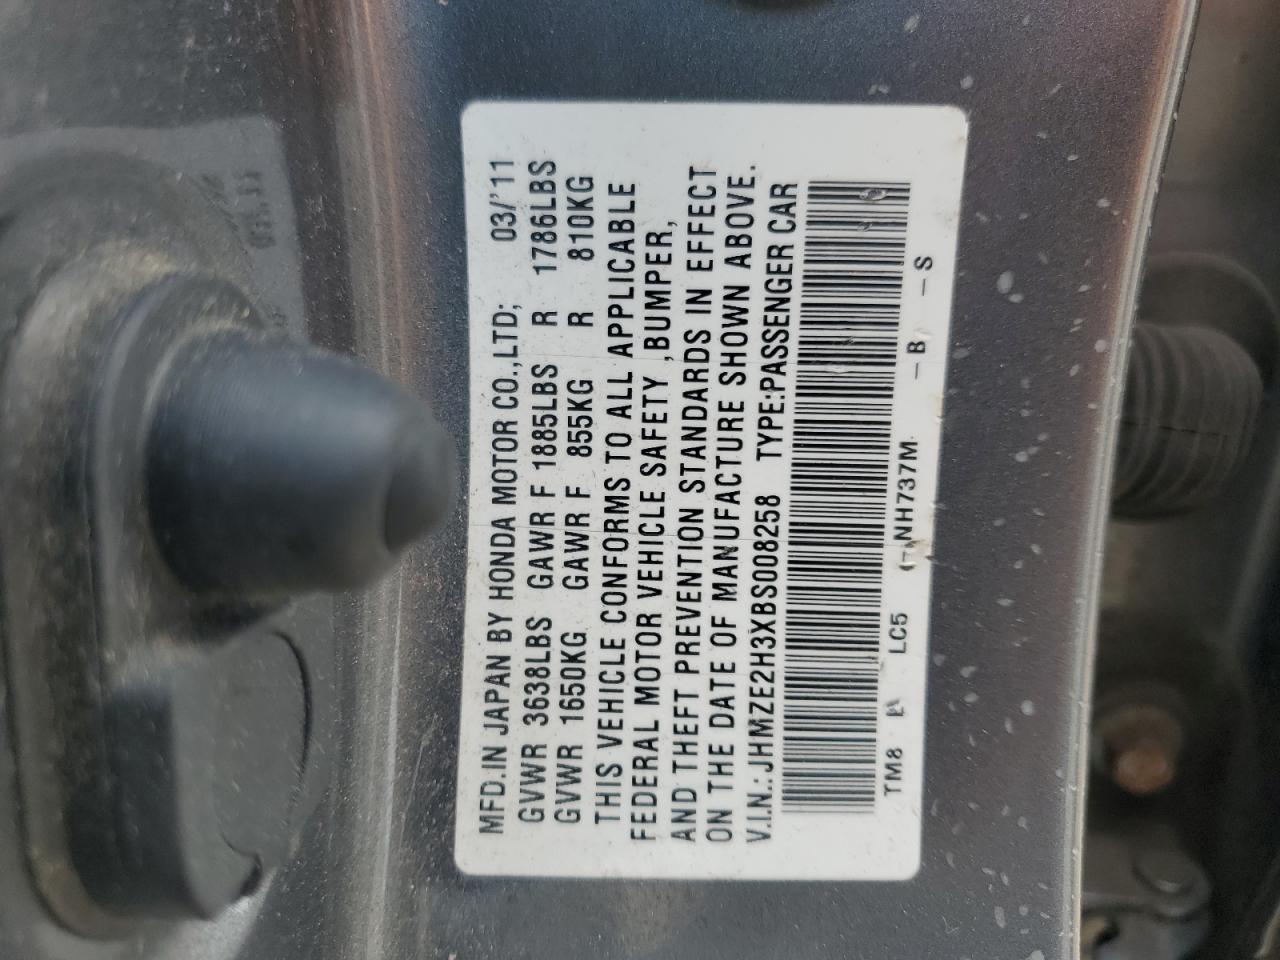 MFD.IN JAPAN BY HONDA MOTOR CO.,LTD; 03/'11
GVWR 3638LBS GAWR F 1885LBS R 1786LBS
GVWR 1650KG GAWR F 855KG R 810KG
THIS VEHICLE CONFORMS TO ALL APPLICABLE
FEDERAL MOTOR VEHICLE SAFETY ,BUMPER,
AND THEFT PREVENTION STANDARDS IN EFFECT
ON THE DATE OF MANUFACTURE SHOWN ABOVE.
V.I.N.:JHMZE2H3XBS008258 TYPE:PASSENGER CAR
TM8 LC5 NH737M -B -S